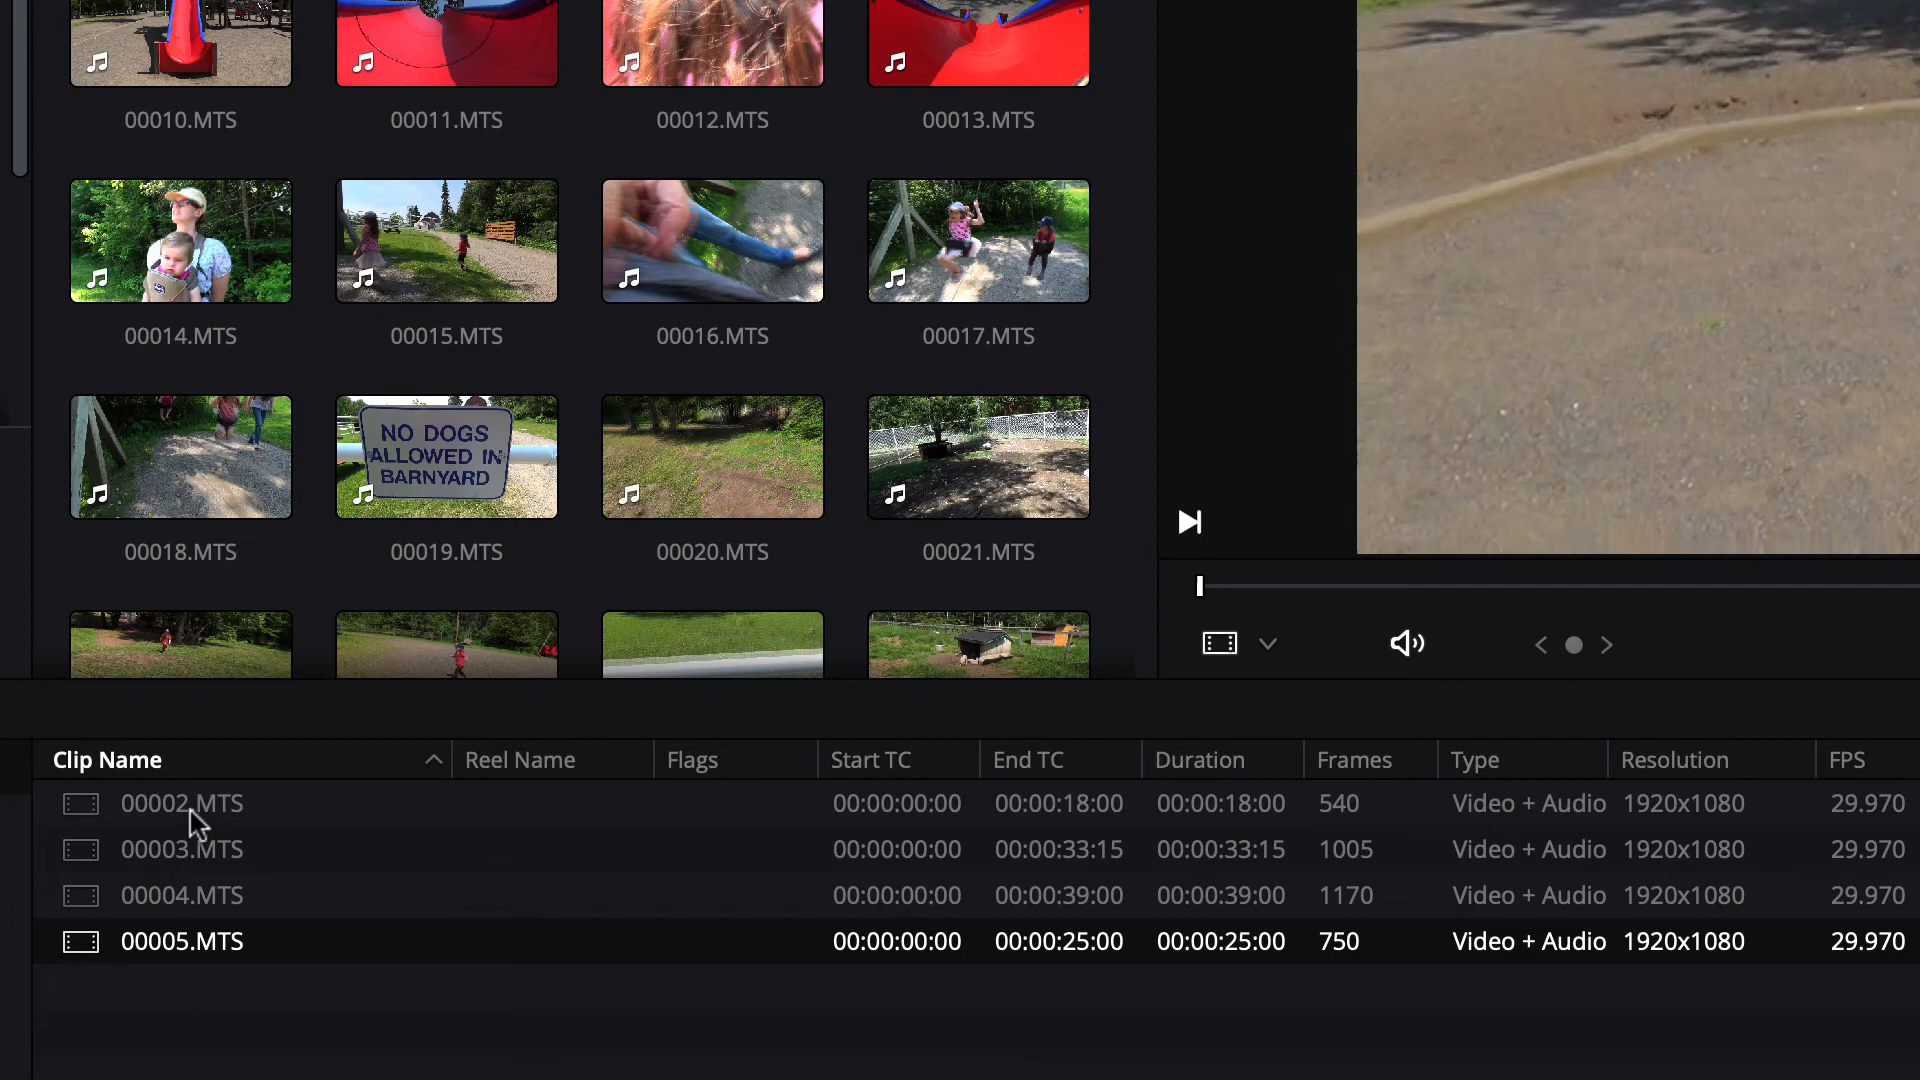 00010.MTS 00011.MTS 00012.MTS 00013.MTS
00014.MTS 00015.MTS 00016.MTS 00017.MTS
NO DOGS
ALLOWED IN
BARNYARD
00018.MTS 00019.MTS 00020.MTS 00021.MTS
Clip Name Reel Name Flags Start TC End TC Duration Frames Type Resolution FPS
00002.MTS 00:00:00:00 00:00:18:00 00:00:18:00 540 Video + Audio 1920x1080 29.970
00003.MTS 00:00:00:00 00:00:33:15 00:00:33:15 1005 Video + Audio 1920x1080 29.970
00004.MTS 00:00:00:00 00:00:39:00 00:00:39:00 1170 Video + Audio 1920x1080 29.970
00005.MTS 00:00:00:00 00:00:25:00 00:00:25:00 750 Video + Audio 1920x1080 29.970